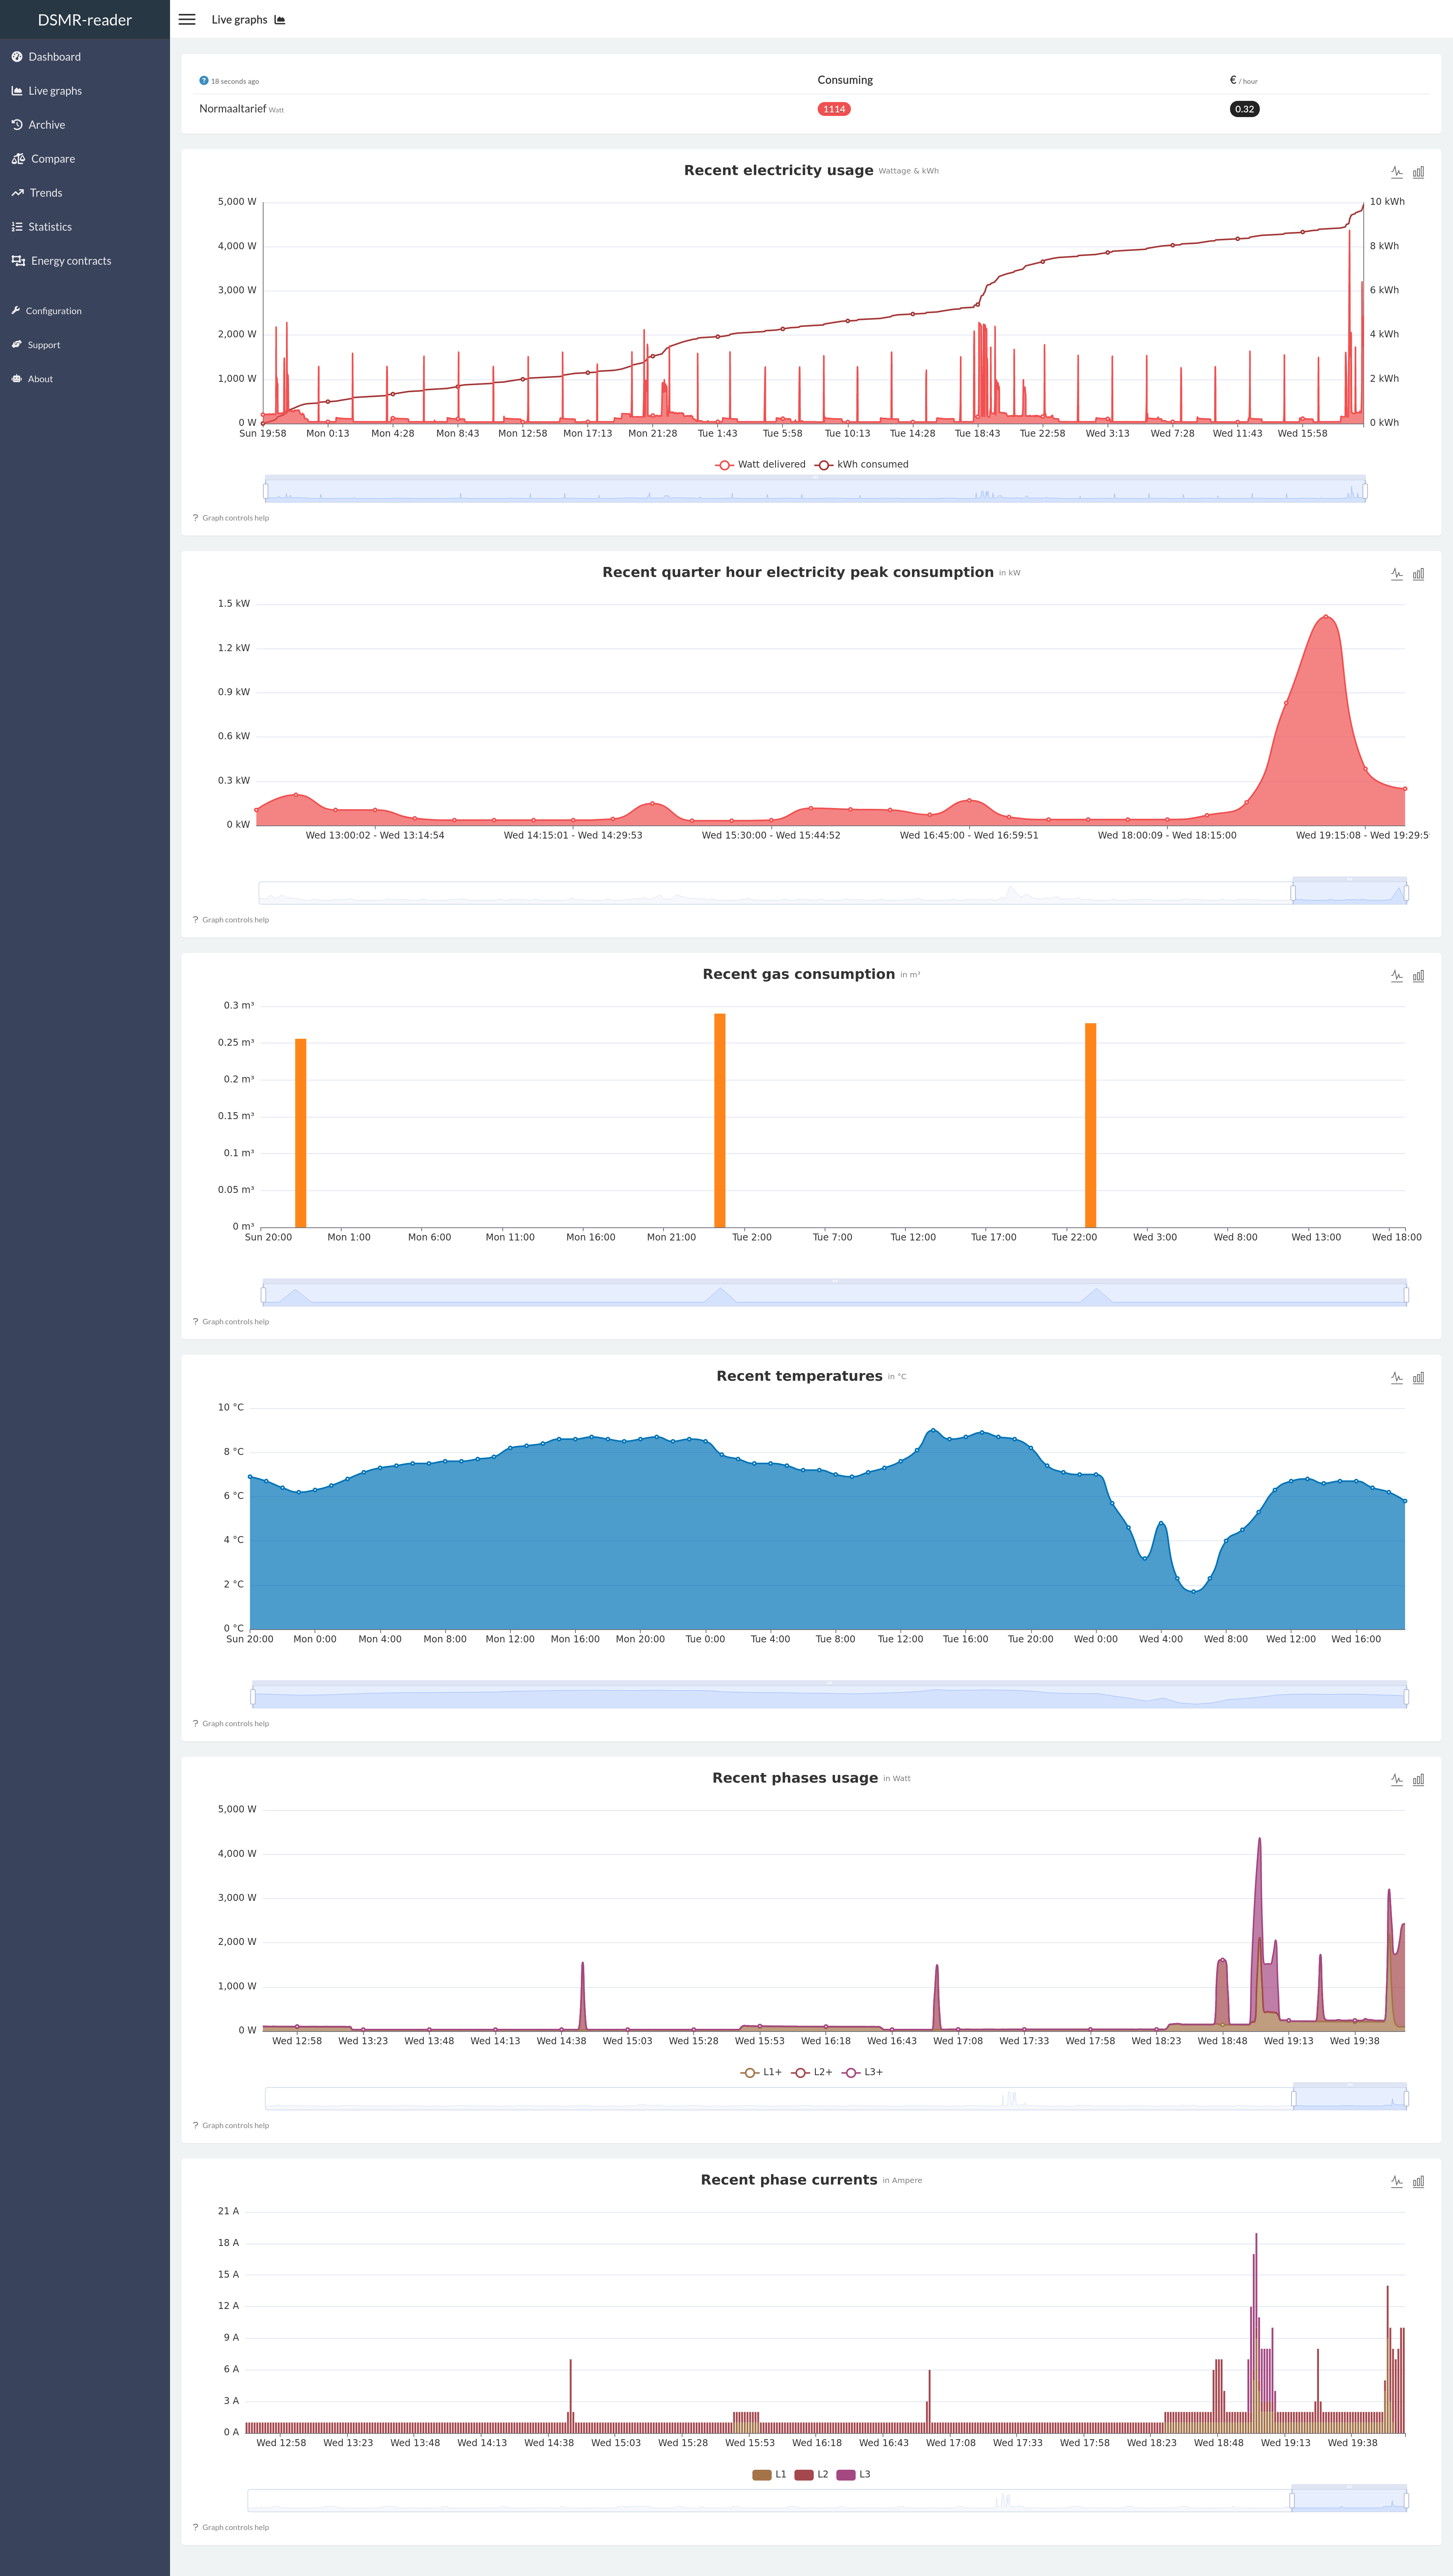 DSMR-reader
Live graphs
Dashboard
Live graphs
Archive
Compare
Trends
Statistics
Energy contracts
Configuration
Support
About
18 seconds ago Consuming € / hour
Normaaltarief Watt 1114 0.32
Recent electricity usage Wattage & kWh
5,000 W 10 kWh
4,000 W 8 kWh
3,000 W 6 kWh
2,000 W 4 kWh
1,000 W 2 kWh
0 W 0 kWh
Sun 19:58 Mon 0:13 Mon 4:28 Mon 8:43 Mon 12:58 Mon 17:13 Mon 21:28 Tue 1:43 Tue 5:58 Tue 10:13 Tue 14:28 Tue 18:43 Tue 22:58 Wed 3:13 Wed 7:28 Wed 11:43 Wed 15:58
Watt delivered kWh consumed
? Graph controls help
Recent quarter hour electricity peak consumption in kW
1.5 kW
1.2 kW
0.9 kW
0.6 kW
0.3 kW
0 kW
Wed 13:00:02 - Wed 13:14:54 Wed 14:15:01 - Wed 14:29:53 Wed 15:30:00 - Wed 15:44:52 Wed 16:45:00 - Wed 16:59:51 Wed 18:00:09 - Wed 18:15:00 Wed 19:15:08 - Wed 19:29:5
? Graph controls help
Recent gas consumption in m³
0.3 m³
0.25 m³
0.2 m³
0.15 m³
0.1 m³
0.05 m³
0 m³
Sun 20:00 Mon 1:00 Mon 6:00 Mon 11:00 Mon 16:00 Mon 21:00 Tue 2:00 Tue 7:00 Tue 12:00 Tue 17:00 Tue 22:00 Wed 3:00 Wed 8:00 Wed 13:00 Wed 18:00
? Graph controls help
Recent temperatures in °C
10 °C
8 °C
6 °C
4 °C
2 °C
0 °C
Sun 20:00 Mon 0:00 Mon 4:00 Mon 8:00 Mon 12:00 Mon 16:00 Mon 20:00 Tue 0:00 Tue 4:00 Tue 8:00 Tue 12:00 Tue 16:00 Tue 20:00 Wed 0:00 Wed 4:00 Wed 8:00 Wed 12:00 Wed 16:00
? Graph controls help
Recent phases usage in Watt
5,000 W
4,000 W
3,000 W
2,000 W
1,000 W
0 W
Wed 12:58 Wed 13:23 Wed 13:48 Wed 14:13 Wed 14:38 Wed 15:03 Wed 15:28 Wed 15:53 Wed 16:18 Wed 16:43 Wed 17:08 Wed 17:33 Wed 17:58 Wed 18:23 Wed 18:48 Wed 19:13 Wed 19:38
L1+ L2+ L3+
? Graph controls help
Recent phase currents in Ampere
21 A
18 A
15 A
12 A
9 A
6 A
3 A
0 A
Wed 12:58 Wed 13:23 Wed 13:48 Wed 14:13 Wed 14:38 Wed 15:03 Wed 15:28 Wed 15:53 Wed 16:18 Wed 16:43 Wed 17:08 Wed 17:33 Wed 17:58 Wed 18:23 Wed 18:48 Wed 19:13 Wed 19:38
L1 L2 L3
? Graph controls help